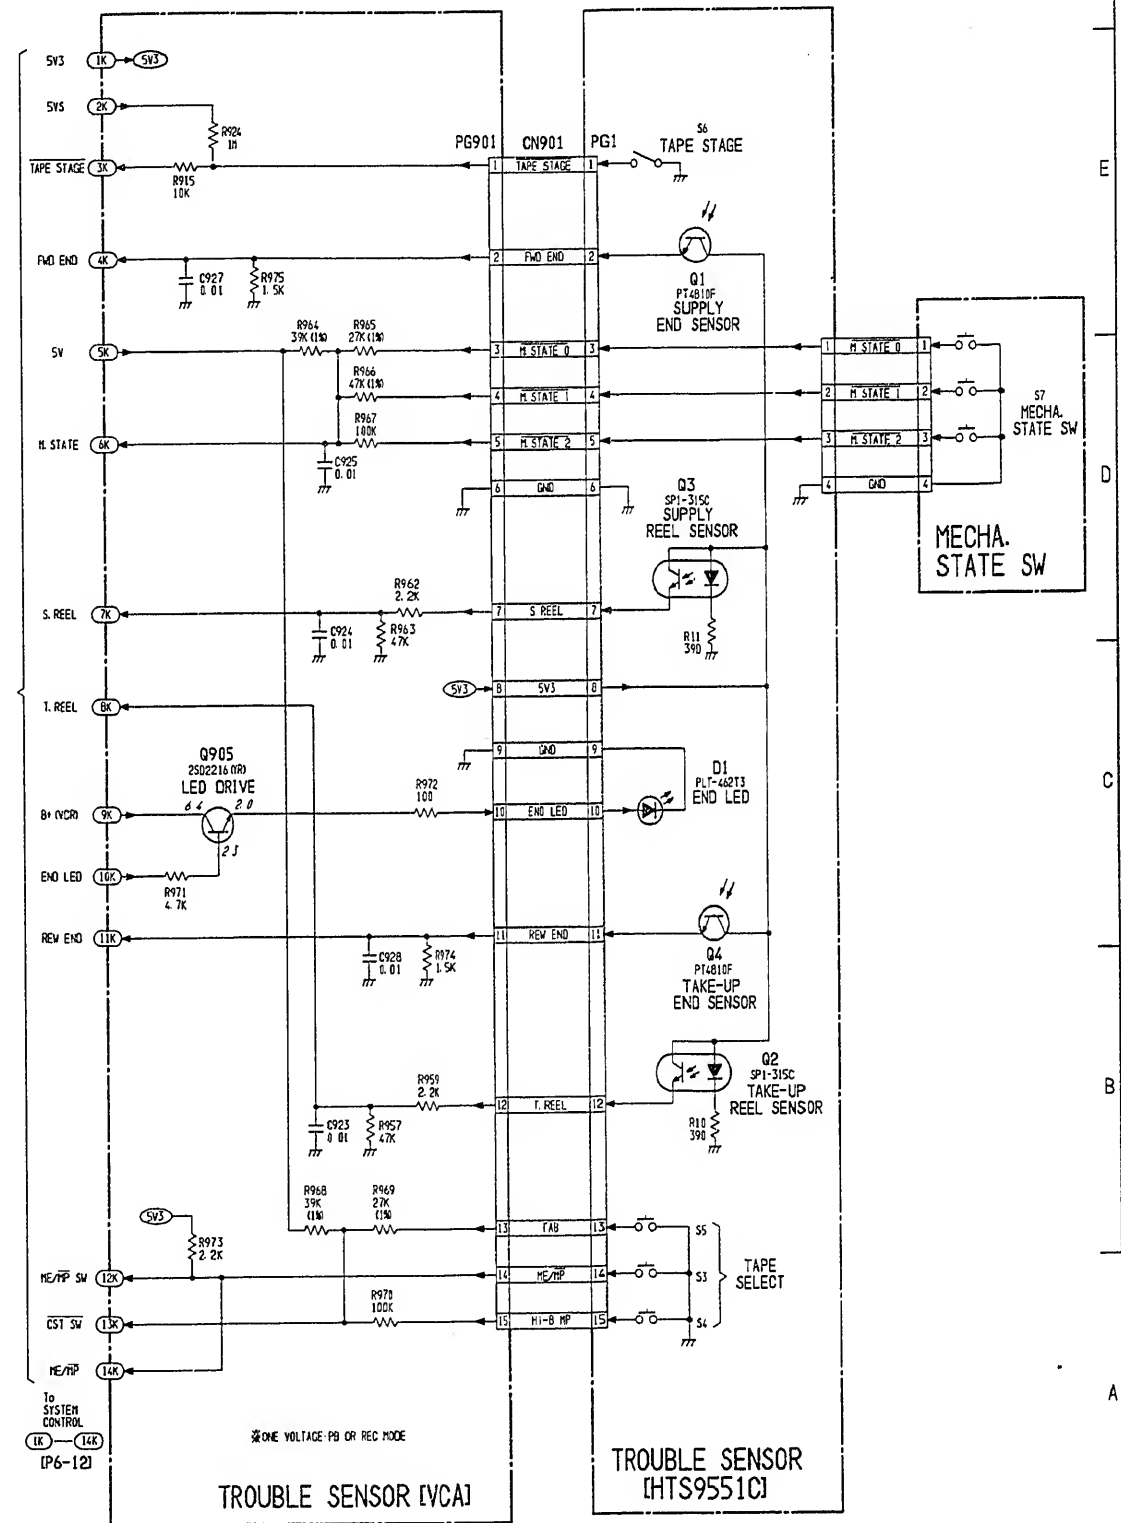 5V3 1K 5V3
5VS 2K
R924
1M
PG901 CN901 PG1
S6
TAPE STAGE
TAPE STAGE 3K
R915
10K
1 TAPE STAGE 1
E
FWD END 4K
C927
0.01
R975
1.5K
2 FWD END 2
Q1
PT4810F
SUPPLY
END SENSOR
5V 5K
R964
39K(1%)
R965
27K(1%)
3 M.STATE 0 3
1 M.STATE 0 1
R966
47K(1%)
4 M.STATE 1 4
2 M.STATE 1 2
S7
MECHA.
STATE SW
M.STATE 6K
R967
100K
5 M.STATE 2 5
3 M.STATE 2 3
C925
0.01
6 GND 6
4 GND 4
D
Q3
SPI-315C
SUPPLY
REEL SENSOR
MECHA.
STATE SW
S.REEL 7K
R962
2.2K
7 S.REEL 7
C924
0.01
R963
47K
R11
390
5V3 8 5V3 8
T.REEL 8K
9 GND 9
Q905
2SD2216(YR)
LED DRIVE
6.4 2.0
2.3
R972
100
D1
PLT-462T3
END LED
C
B+(VCR) 9K
10 END LED 10
END LED 10K
R971
4.7K
REW END 11K
C928
0.01
R974
1.5K
11 REW END 11
Q4
PT4810F
TAKE-UP
END SENSOR
Q2
SPI-315C
TAKE-UP
REEL SENSOR
B
R959
2.2K
12 T.REEL 12
C923
0.01
R957
47K
R10
390
R968
39K
(1%)
R969
27K
(1%)
5V3
R973
2.2K
13 TAB 13 S5
ME/MP SW 12K
14 ME/MP 14 S3
TAPE
SELECT
CST SW 13K
R970
100K
15 Hi-8 MP 15 S4
ME/MP 14K
A
To
SYSTEM
CONTROL
1K — 14K
[P6-12]
※ONE VOLTAGE:PB OR REC MODE
TROUBLE SENSOR [VCA]
TROUBLE SENSOR
[HTS9551C]